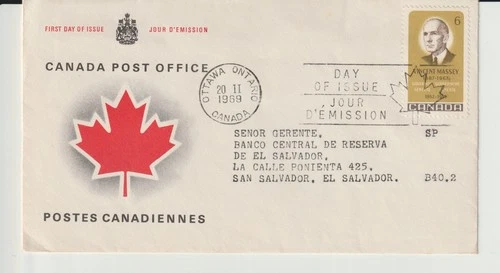 FIRST DAY OF ISSUE JOUR D'ÉMISSION
CANADA POST OFFICE
OTTAWA ONTARIO
20 II
1969
CANADA
DAY
OF ISSUE
JOUR
D'ÉMISSION
6
VINCENT MASSEY
CANADA
SENOR GERENTE, SP
BANCO CENTRAL DE RESERVA
DE EL SALVADOR.
LA CALLE PONIENTA 425.
SAN SALVADOR, EL SALVADOR. B40.2
POSTES CANADIENNES